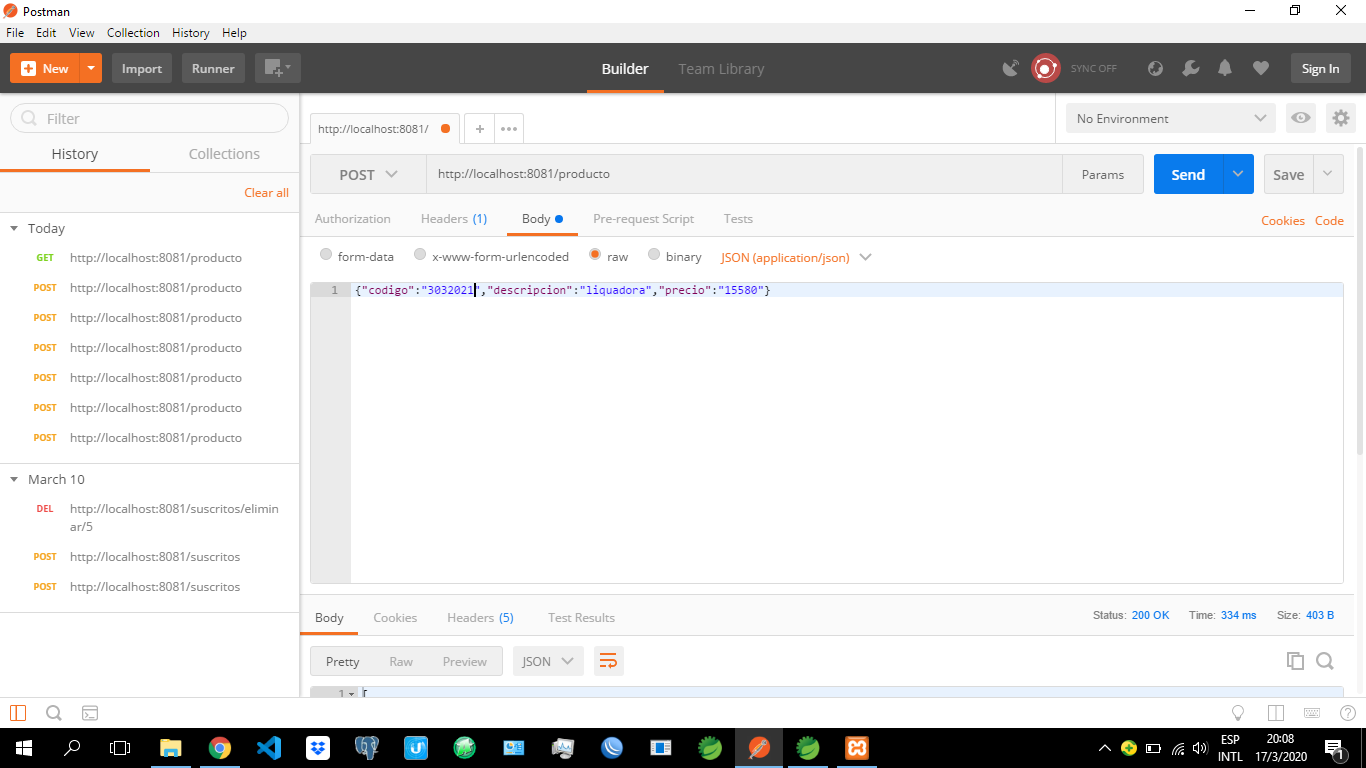 Postman
File Edit View Collection History Help
New Import Runner Builder Team Library SYNC OFF Sign In
Filter
History Collections
Clear all
Today
GET http://localhost:8081/producto
POST http://localhost:8081/producto
POST http://localhost:8081/producto
POST http://localhost:8081/producto
POST http://localhost:8081/producto
POST http://localhost:8081/producto
POST http://localhost:8081/producto
March 10
DEL http://localhost:8081/suscritos/elimin
ar/5
POST http://localhost:8081/suscritos
POST http://localhost:8081/suscritos
http://localhost:8081/ + ••• No Environment
POST http://localhost:8081/producto Params Send Save
Authorization Headers (1) Body Pre-request Script Tests Cookies Code
form-data x-www-form-urlencoded raw binary JSON (application/json)
1 {"codigo":"3032021","descripcion":"liquadora","precio":"15580"}
Body Cookies Headers (5) Test Results Status: 200 OK Time: 334 ms Size: 403 B
Pretty Raw Preview JSON
1 [
ESP 20:08
INTL 17/3/2020 1